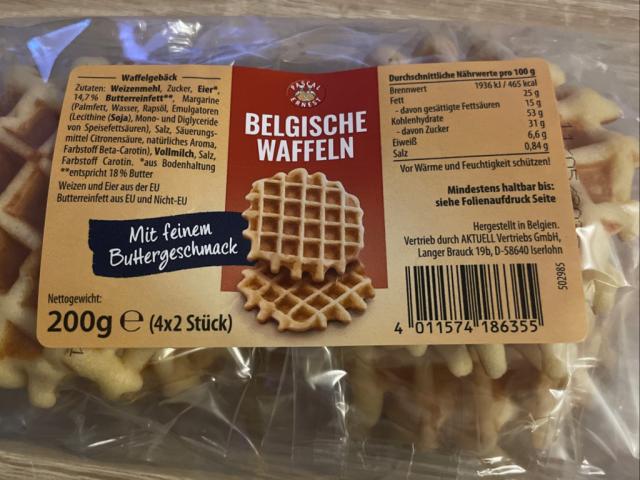 Waffelgebäck
Zutaten: Weizenmehl, Zucker, Eier*,
14,7 % Butterreinfett**, Margarine
(Palmfett, Wasser, Rapsöl, Emulgatoren
(Lecithine (Soja), Mono- und Diglyceride
von Speisefettsäuren), Salz, Säuerungs-
mittel Citronensäure, natürliches Aroma,
Farbstoff Beta-Carotin), Vollmilch, Salz,
Farbstoff Carotin. *aus Bodenhaltung
**entspricht 18 % Butter
Weizen und Eier aus der EU
Butterreinfett aus EU und Nicht-EU
Mit feinem
Buttergeschmack
Nettogewicht:
200g ℮ (4x2 Stück)
PASCAL
ERNEST
BELGISCHE
WAFFELN
Durchschnittliche Nährwerte pro 100 g
Brennwert 1936 kJ / 465 kcal
Fett 25 g
- davon gesättigte Fettsäuren 15 g
Kohlenhydrate 53 g
- davon Zucker 31 g
Eiweiß 6,6 g
Salz 0,84 g
Vor Wärme und Feuchtigkeit schützen!
Mindestens haltbar bis:
siehe Folienaufdruck Seite
Hergestellt in Belgien.
Vertrieb durch AKTUELL Vertriebs GmbH,
Langer Brauck 19b, D-58640 Iserlohn
4 011574 186355
502985